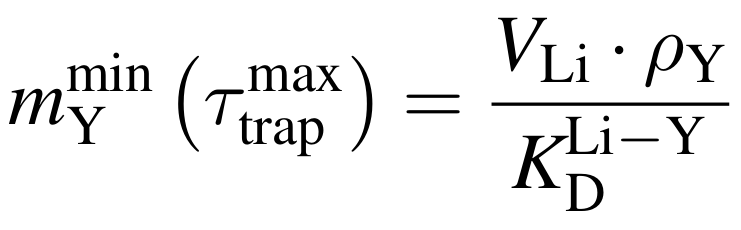 m_Y^min (τ_trap^max) = (V_Li · ρ_Y) / (K_D^{Li−Y})